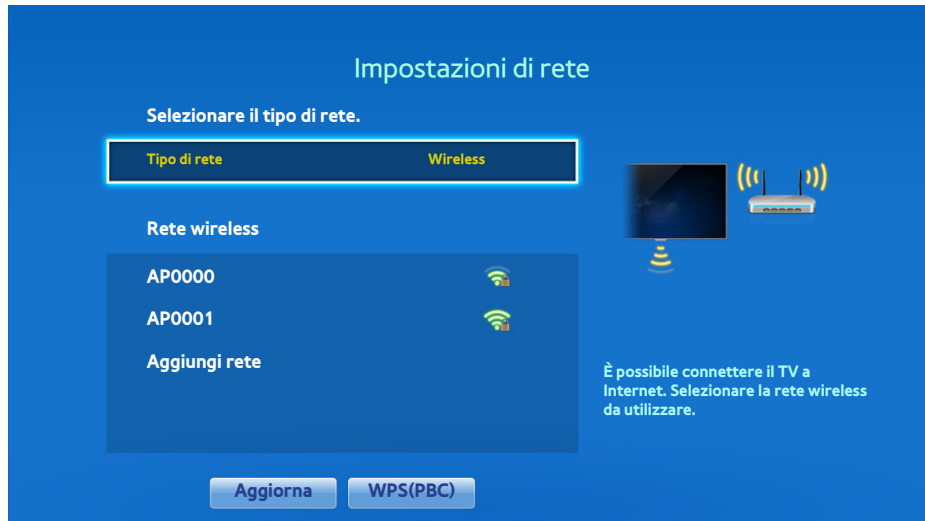 Impostazioni di rete
Selezionare il tipo di rete.
Tipo di rete Wireless
Rete wireless
AP0000
AP0001
Aggiungi rete
È possibile connettere il TV a
Internet. Selezionare la rete wireless
da utilizzare.
Aggiorna WPS(PBC)